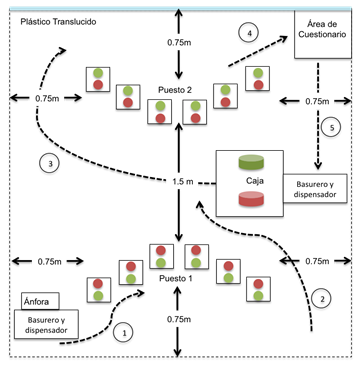 Plástico Translucido
Área de
Cuestionario
4
0.75m
0.75m
Puesto 2
0.75m
5
3
1.5 m
Caja
Basurero y
dispensador
0.75m
0.75m
Puesto 1
Ánfora
Basurero y
dispensador
1
0.75m
2